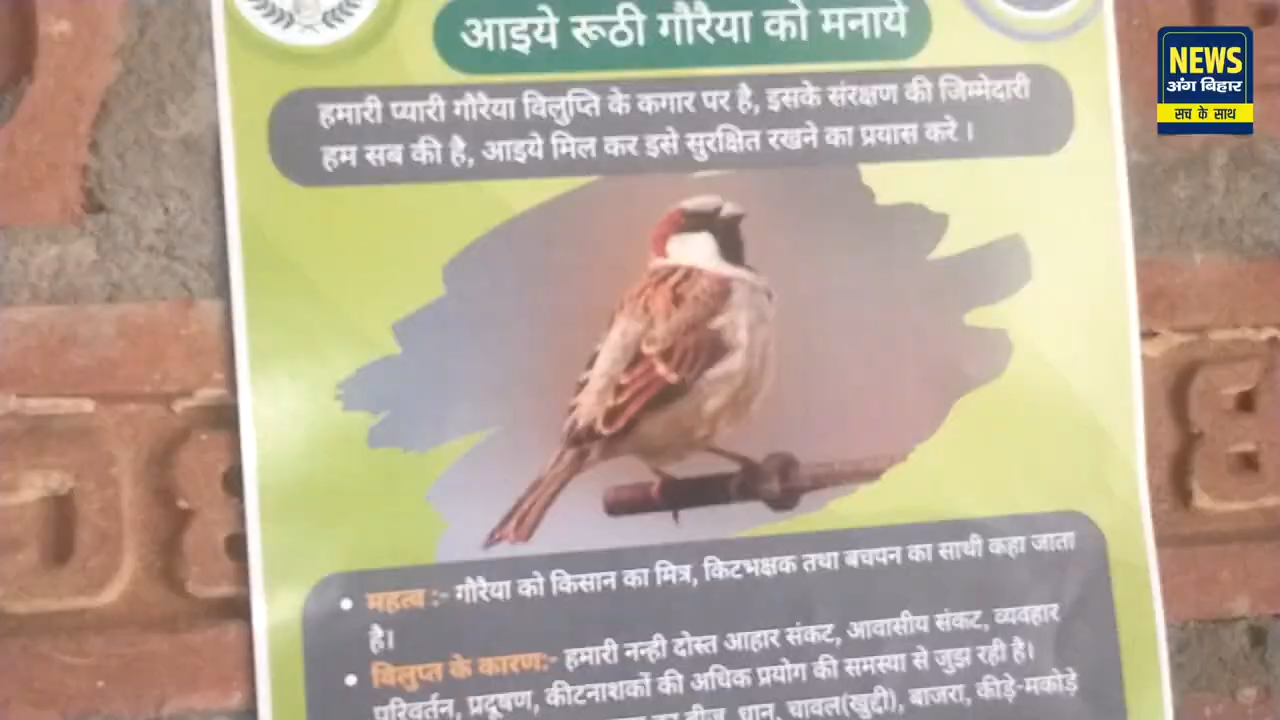 आइये रूठी गौरैया को मनाये
NEWS
अंग बिहार
सच के साथ
हमारी प्यारी गौरैया विलुप्ति के कगार पर है, इसके संरक्षण की जिम्मेदारी
हम सब की है, आइये मिल कर इसे सुरक्षित रखने का प्रयास करे ।
• महत्व :- गौरैया को किसान का मित्र, किटभक्षक तथा बचपन का साथी कहा जाता
है।
• विलुप्त के कारण:- हमारी नन्ही दोस्त आहार संकट, आवासीय संकट, व्यवहार
परिवर्तन, प्रदूषण, कीटनाशकों की अधिक प्रयोग की समस्या से जुझ रही है।
बीज, धान, चावल(खुद्दी), बाजरा, कीड़े-मकोड़े